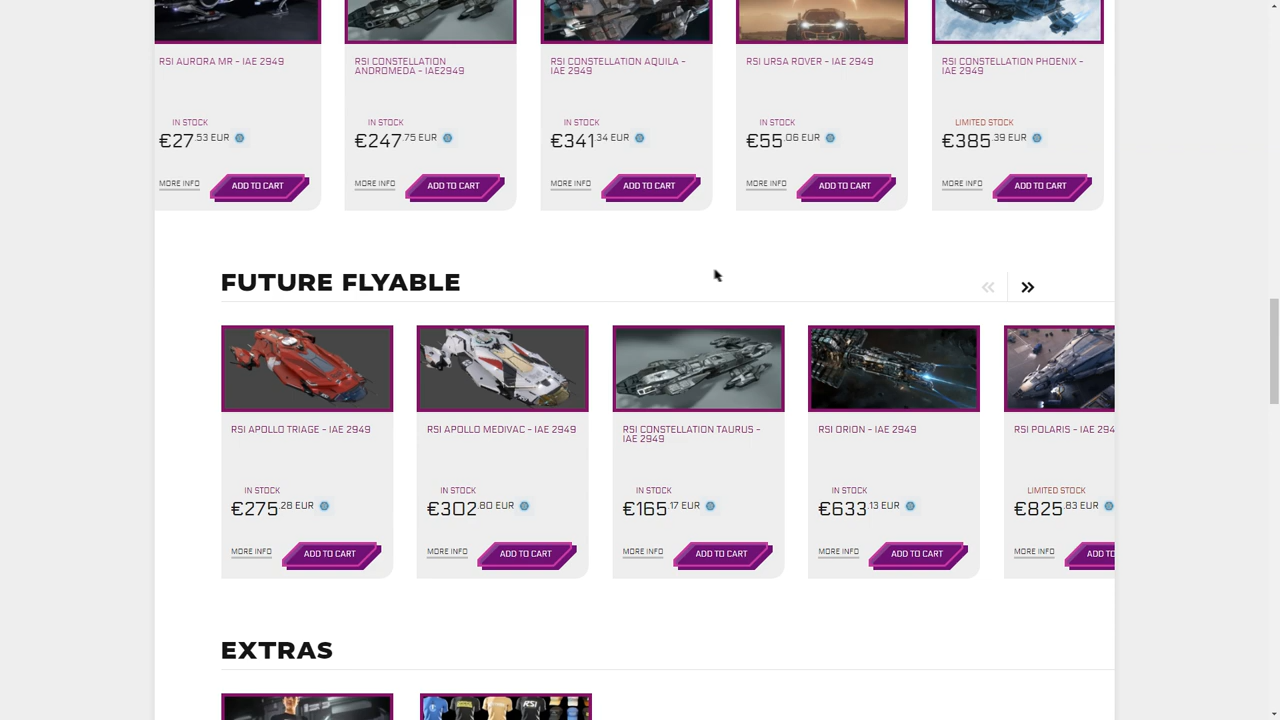 RSI AURORA MR - IAE 2949
IN STOCK
€27.53 EUR
MORE INFO
ADD TO CART
RSI CONSTELLATION
ANDROMEDA - IAE2949
IN STOCK
€247.75 EUR
MORE INFO
ADD TO CART
RSI CONSTELLATION AQUILA -
IAE 2949
IN STOCK
€341.34 EUR
MORE INFO
ADD TO CART
RSI URSA ROVER - IAE 2949
IN STOCK
€55.06 EUR
MORE INFO
ADD TO CART
RSI CONSTELLATION PHOENIX -
IAE 2949
LIMITED STOCK
€385.39 EUR
MORE INFO
ADD TO CART
FUTURE FLYABLE
RSI APOLLO TRIAGE - IAE 2949
IN STOCK
€275.28 EUR
MORE INFO
ADD TO CART
RSI APOLLO MEDIVAC - IAE 2949
IN STOCK
€302.80 EUR
MORE INFO
ADD TO CART
RSI CONSTELLATION TAURUS -
IAE 2949
IN STOCK
€165.17 EUR
MORE INFO
ADD TO CART
RSI ORION - IAE 2949
IN STOCK
€633.13 EUR
MORE INFO
ADD TO CART
RSI POLARIS - IAE 294
LIMITED STOCK
€825.83 EUR
MORE INFO
ADD TO
EXTRAS
RSI